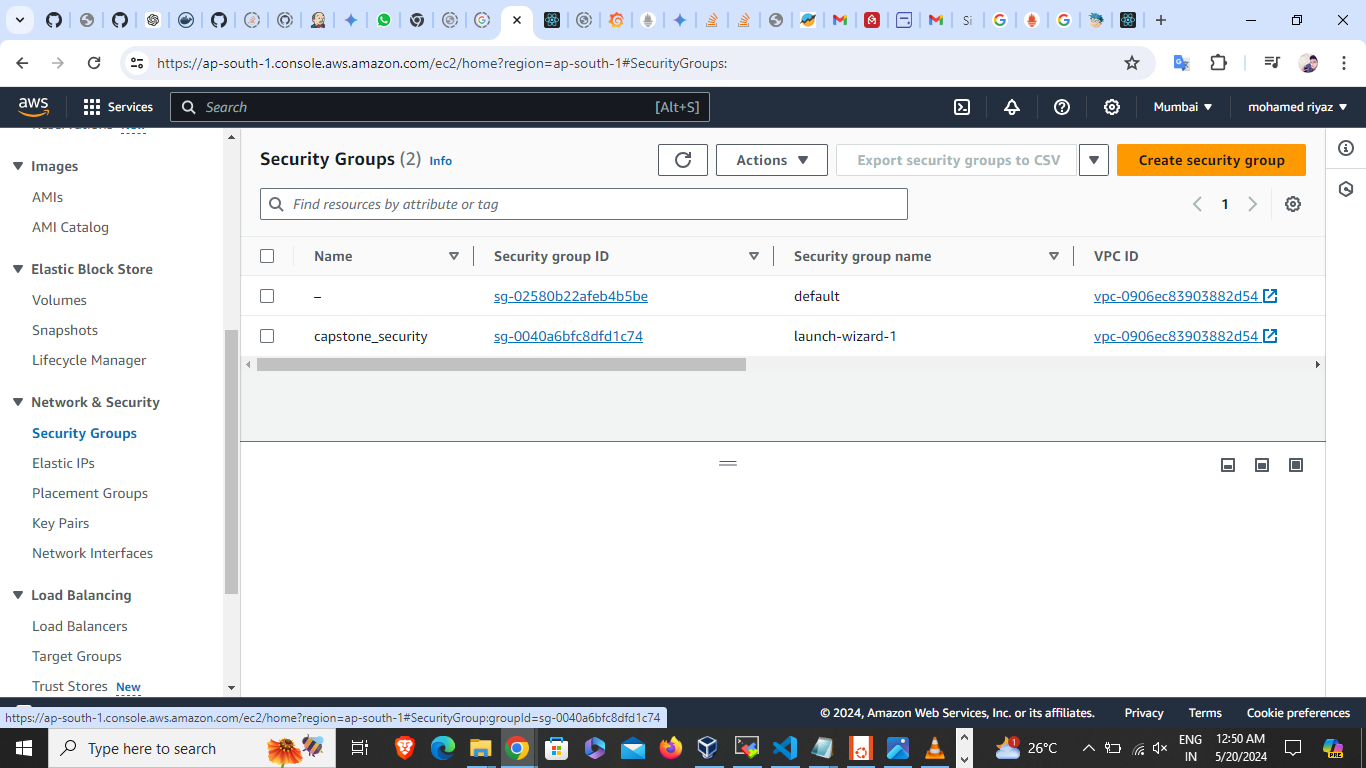 https://ap-south-1.console.aws.amazon.com/ec2/home?region=ap-south-1#SecurityGroups:
aws
Services
Search
[Alt+S]
Mumbai
mohamed riyaz
Reservations New
Images
AMIs
AMI Catalog
Elastic Block Store
Volumes
Snapshots
Lifecycle Manager
Network & Security
Security Groups
Elastic IPs
Placement Groups
Key Pairs
Network Interfaces
Load Balancing
Load Balancers
Target Groups
Trust Stores New
Security Groups (2) Info
Actions
Export security groups to CSV
Create security group
Find resources by attribute or tag
1
Name Security group ID Security group name VPC ID
– sg-02580b22afeb4b5be default vpc-0906ec83903882d54
capstone_security sg-0040a6bfc8dfd1c74 launch-wizard-1 vpc-0906ec83903882d54
https://ap-south-1.console.aws.amazon.com/ec2/home?region=ap-south-1#SecurityGroup:groupId=sg-0040a6bfc8dfd1c74
© 2024, Amazon Web Services, Inc. or its affiliates.
Privacy
Terms
Cookie preferences
Type here to search
1
26°C
ENG
IN
12:50 AM
5/20/2024
PRE